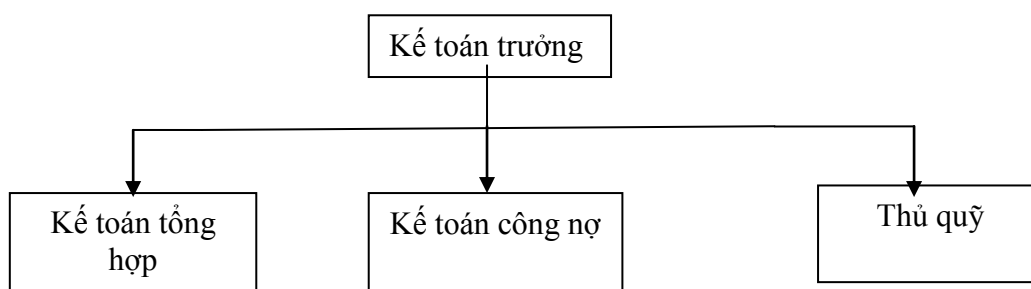 Kế toán trưởng
Kế toán tổng
hợp
Kế toán công nợ
Thủ quỹ